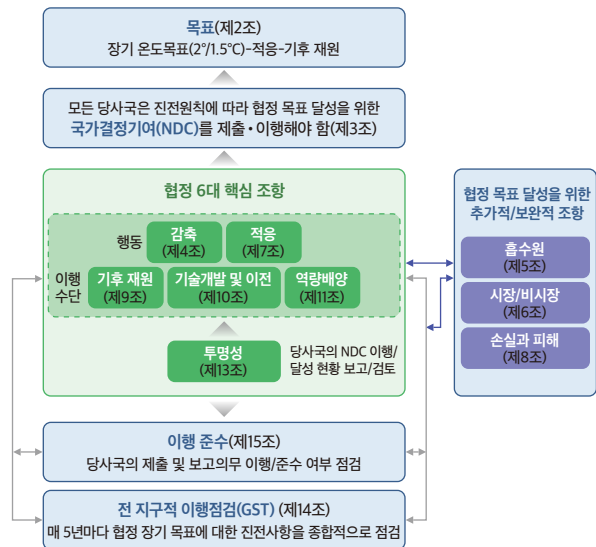 목표(제2조)
장기 온도목표(2°/1.5℃)-적응-기후 재원
모든 당사국은 진전원칙에 따라 협정 목표 달성을 위한
국가결정기여(NDC)를 제출・이행해야 함(제3조)
협정 6대 핵심 조항
행동
감축
(제4조)
적응
(제7조)
이행
수단
기후 재원
(제9조)
기술개발 및 이전
(제10조)
역량배양
(제11조)
투명성
(제13조)
당사국의 NDC 이행/
달성 현황 보고/검토
협정 목표 달성을 위한
추가적/보완적 조항
흡수원
(제5조)
시장/비시장
(제6조)
손실과 피해
(제8조)
이행 준수(제15조)
당사국의 제출 및 보고의무 이행/준수 여부 점검
전 지구적 이행점검(GST) (제14조)
매 5년마다 협정 장기 목표에 대한 진전사항을 종합적으로 점검